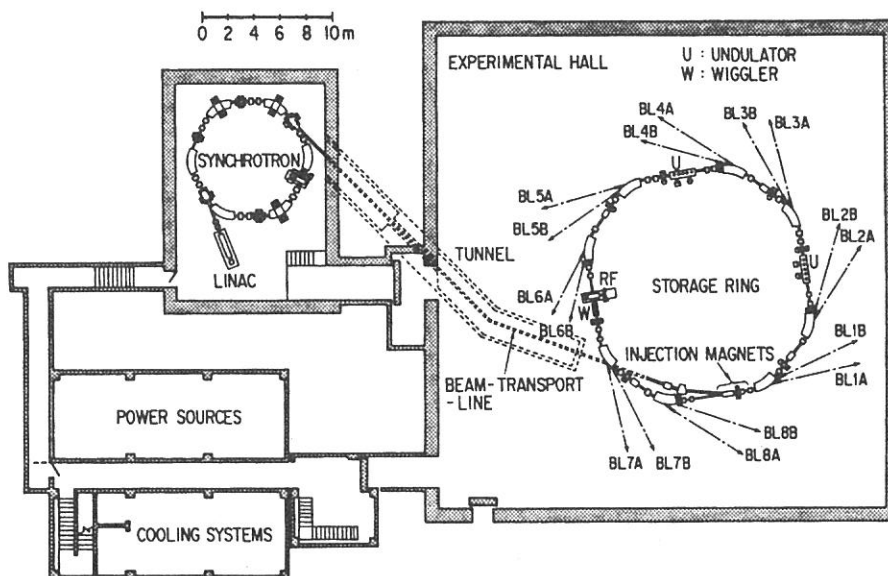 0 2 4 6 8 10m
EXPERIMENTAL HALL
U : UNDULATOR
W : WIGGLER
BL4A
BL4B
BL3B
BL3A
U
SYNCHROTRON
BL5A
BL5B
BL2B
BL2A
TUNNEL
LINAC
U
STORAGE RING
RF
W
BL6A
BL6B
BL1B
BL1A
INJECTION MAGNETS
BEAM-TRANSPORT
-LINE
POWER SOURCES
BL8B
BL8A
BL7A
BL7B
COOLING SYSTEMS